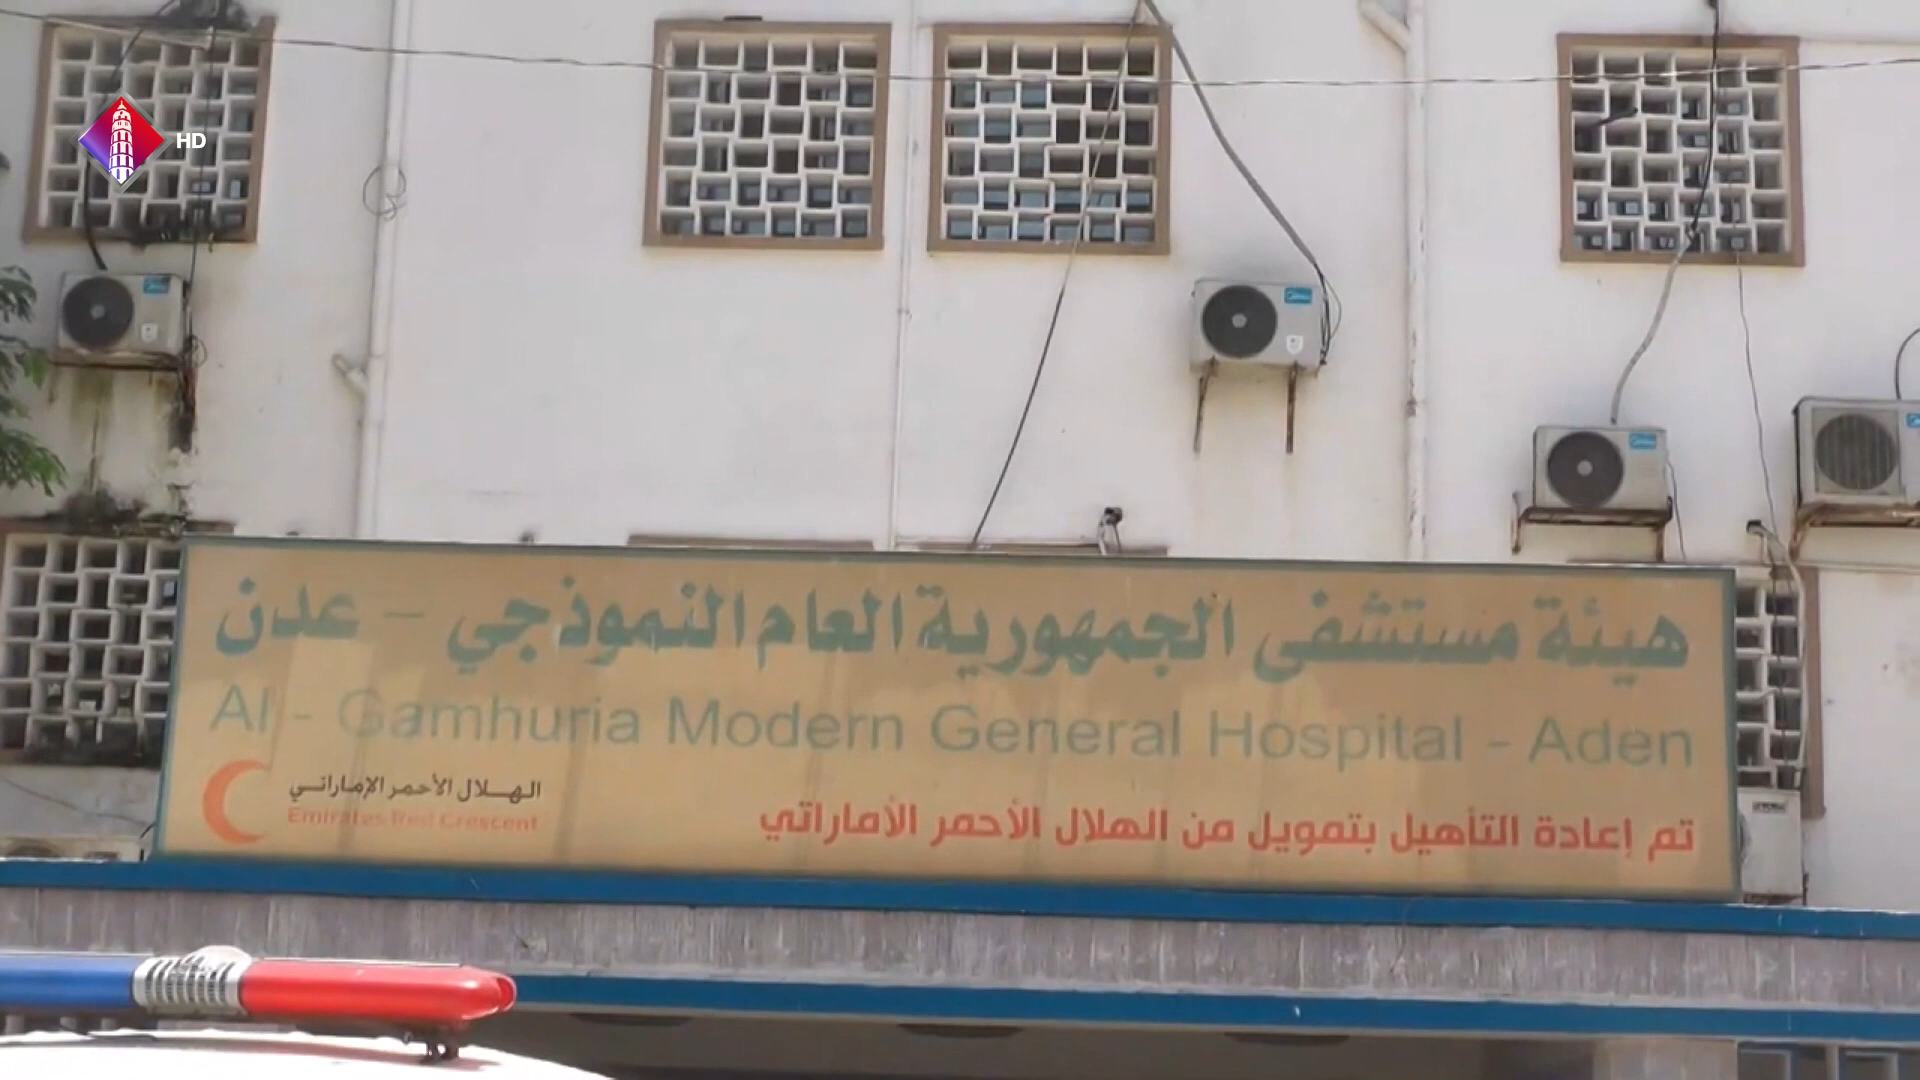 HD
هيئة مستشفى الجمهورية العام النموذجي - عدن
Al - Gamhuria Modern General Hospital - Aden
الهلال الأحمر الإماراتي
Emirates Red Crescent
تم إعادة التأهيل بتمويل من الهلال الأحمر الأماراتي